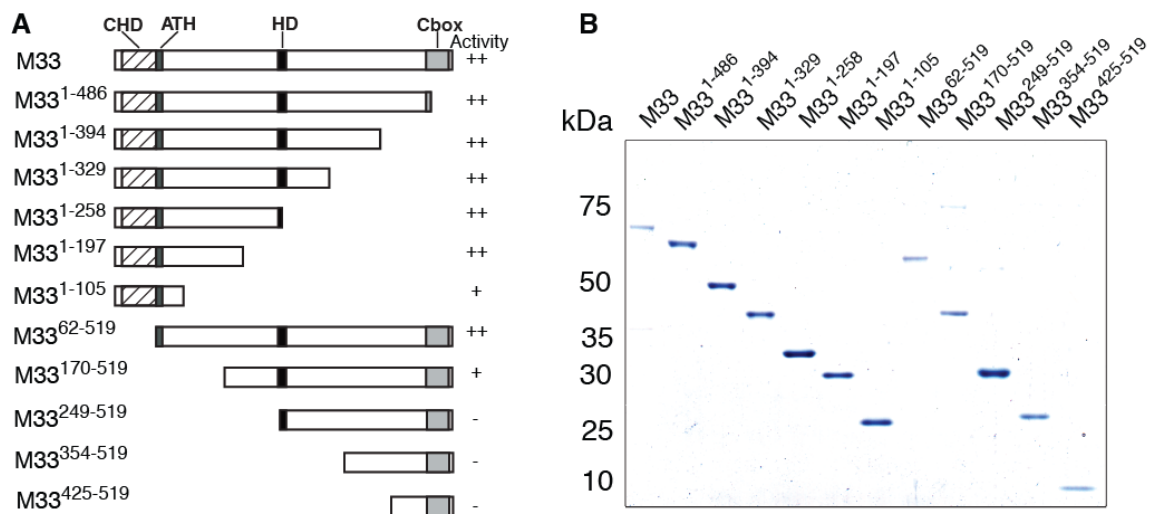 A
CHD ATH HD Cbox
Activity
M33 ++
M33^1-486 ++
M33^1-394 ++
M33^1-329 ++
M33^1-258 ++
M33^1-197 ++
M33^1-105 +
M33^62-519 ++
M33^170-519 +
M33^249-519 -
M33^354-519 -
M33^425-519 -
B
kDa
M33
M33^1-486
M33^1-394
M33^1-329
M33^1-258
M33^1-197
M33^1-105
M33^62-519
M33^170-519
M33^249-519
M33^354-519
M33^425-519
75
50
35
30
25
10